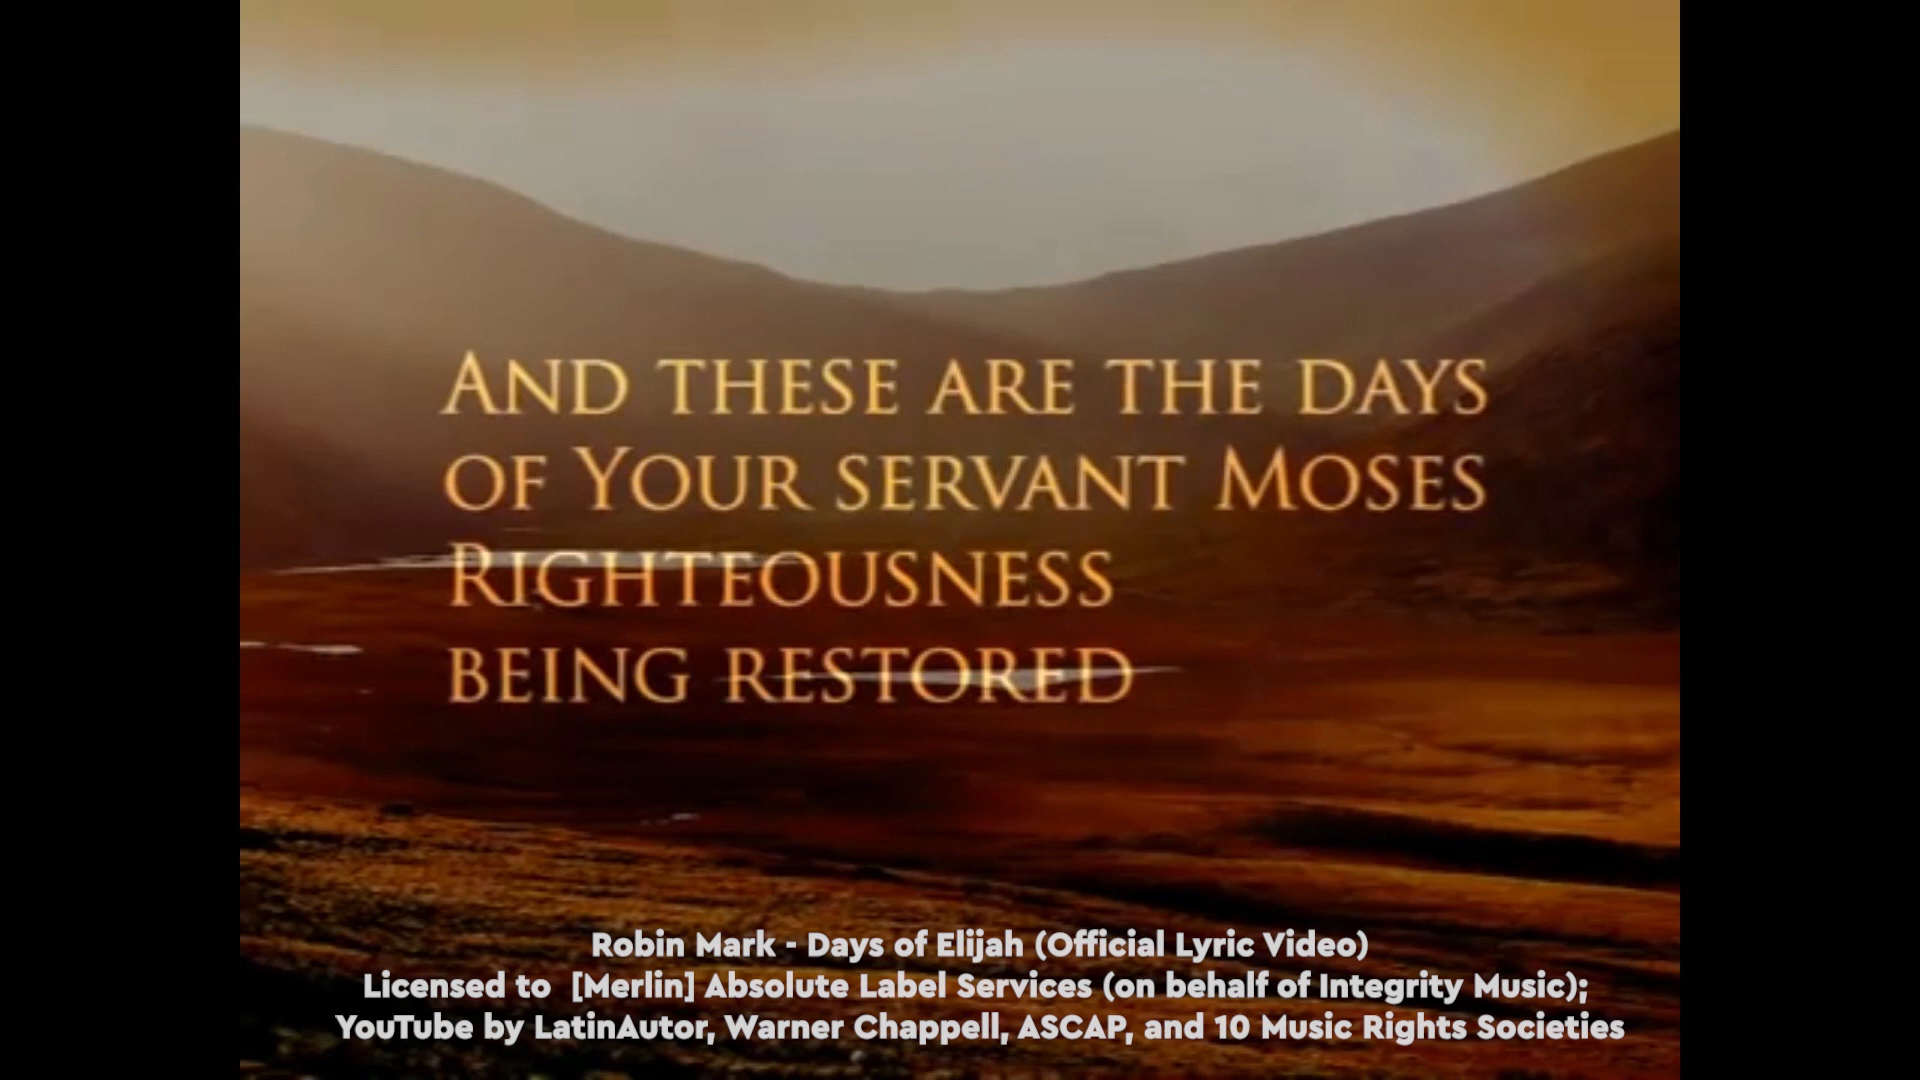 AND THESE ARE THE DAYS
OF YOUR SERVANT MOSES
RIGHTEOUSNESS
BEING RESTORED
Robin Mark - Days of Elijah (Official Lyric Video)
Licensed to [Merlin] Absolute Label Services (on behalf of Integrity Music);
YouTube by LatinAutor, Warner Chappell, ASCAP, and 10 Music Rights Societies